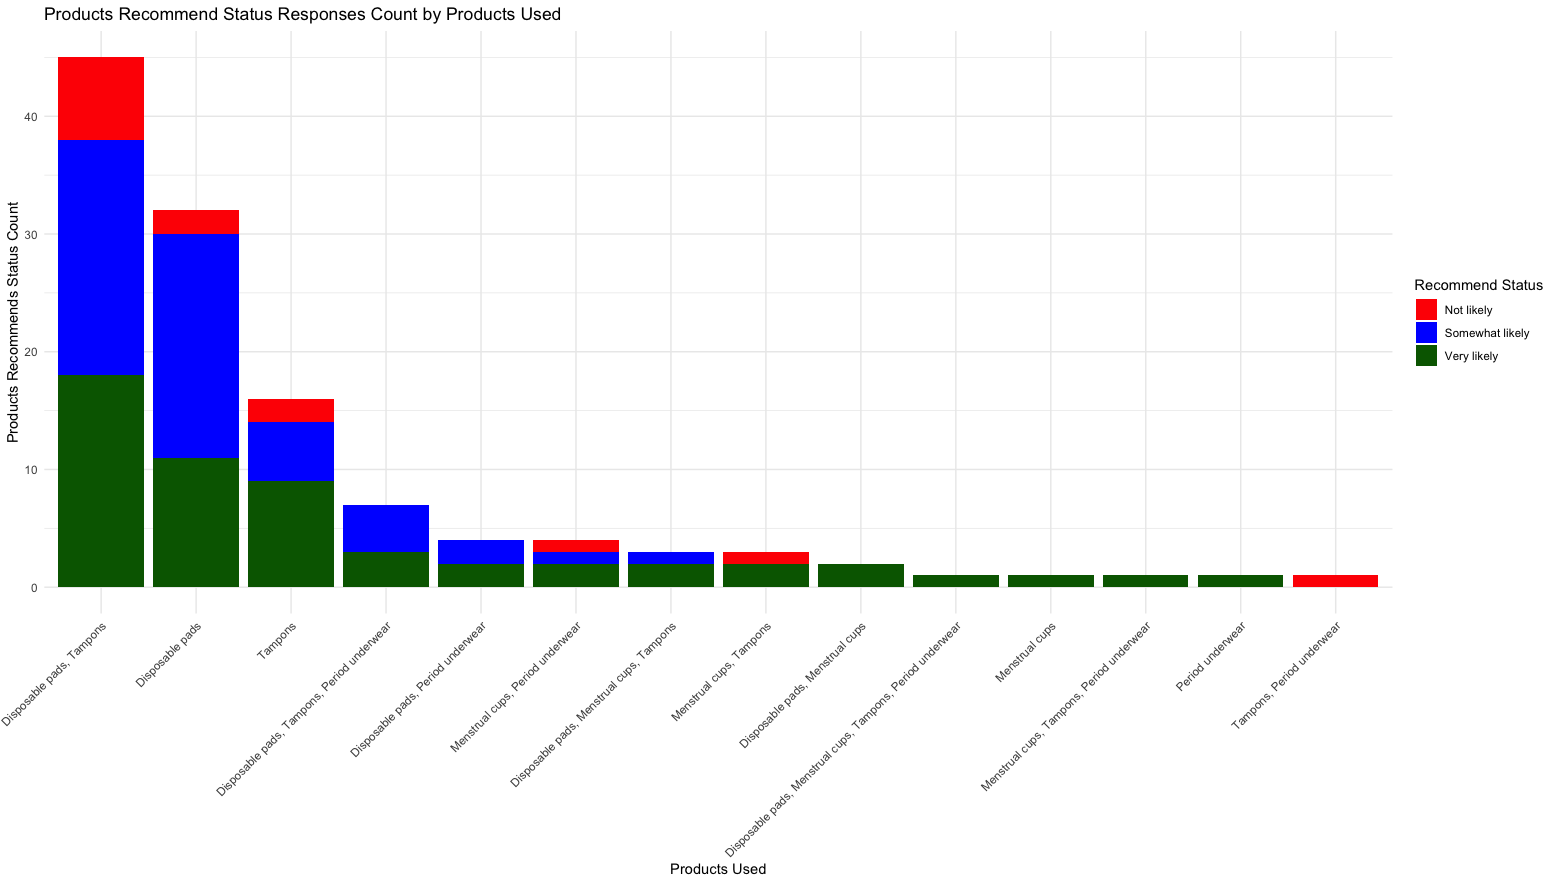 Products Recommend Status Responses Count by Products Used
Products Recommends Status Count
40
30
20
10
0
Disposable pads, Tampons
Disposable pads
Tampons
Disposable pads, Tampons, Period underwear
Disposable pads, Period underwear
Menstrual cups, Period underwear
Disposable pads, Menstrual cups, Tampons
Menstrual cups, Tampons
Disposable pads, Menstrual cups
Disposable pads, Menstrual cups, Tampons, Period underwear
Menstrual cups
Menstrual cups, Tampons, Period underwear
Period underwear
Tampons, Period underwear
Products Used
Recommend Status
Not likely
Somewhat likely
Very likely